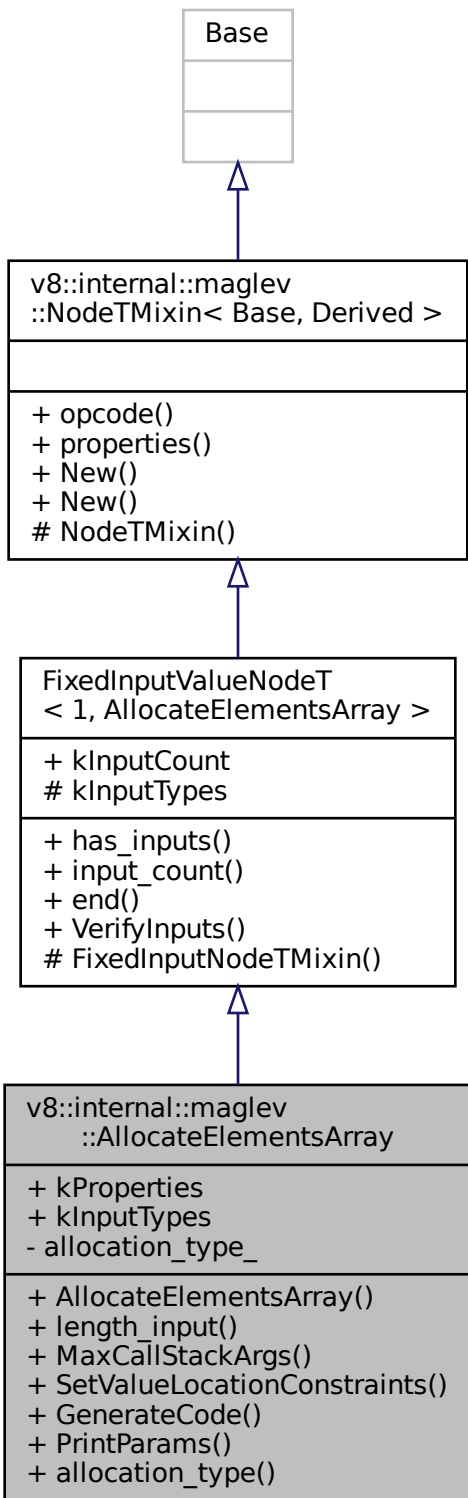 Base
v8::internal::maglev
::NodeTMixin< Base, Derived >
+ opcode()
+ properties()
+ New()
+ New()
# NodeTMixin()
FixedInputValueNodeT
< 1, AllocateElementsArray >
+ kInputCount
# kInputTypes
+ has_inputs()
+ input_count()
+ end()
+ VerifyInputs()
# FixedInputNodeTMixin()
v8::internal::maglev
::AllocateElementsArray
+ kProperties
+ kInputTypes
- allocation_type_
+ AllocateElementsArray()
+ length_input()
+ MaxCallStackArgs()
+ SetValueLocationConstraints()
+ GenerateCode()
+ PrintParams()
+ allocation_type()